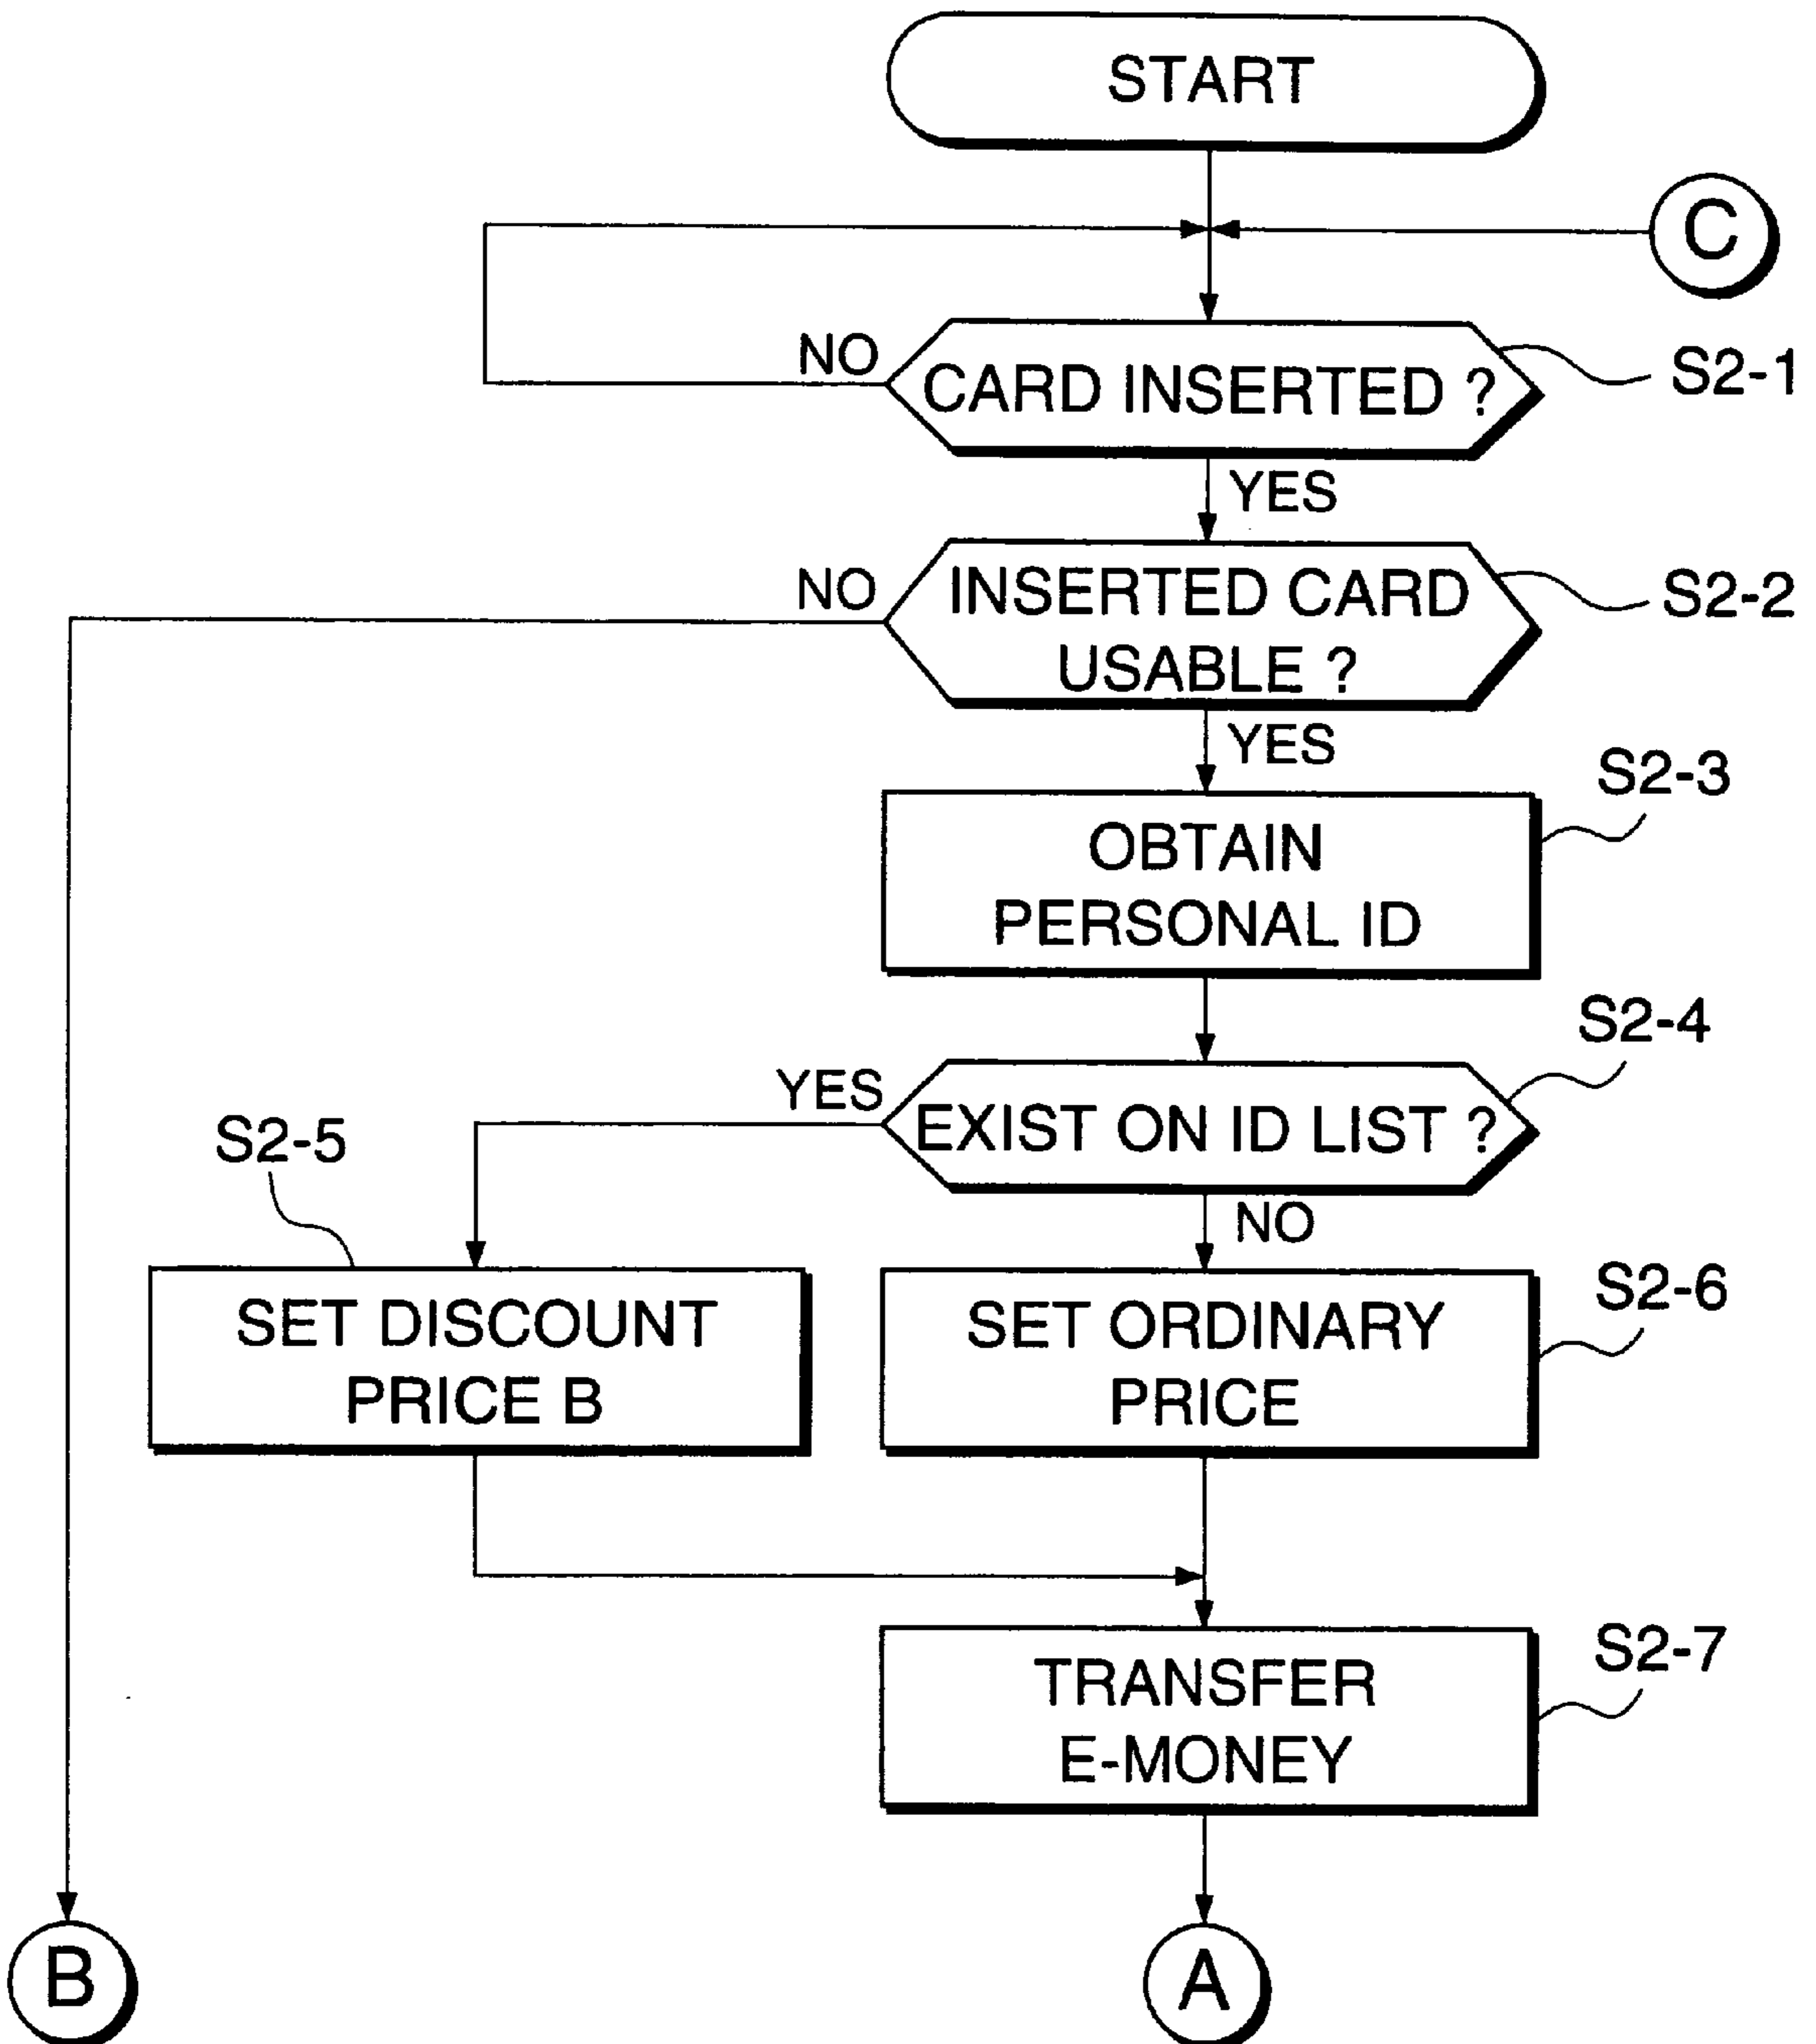 START
C
NO
CARD INSERTED ?
S2-1
YES
NO
INSERTED CARD
USABLE ?
S2-2
YES
S2-3
OBTAIN
PERSONAL ID
S2-4
YES
EXIST ON ID LIST ?
S2-5
NO
SET DISCOUNT
PRICE B
SET ORDINARY
PRICE
S2-6
TRANSFER
E-MONEY
S2-7
B
A